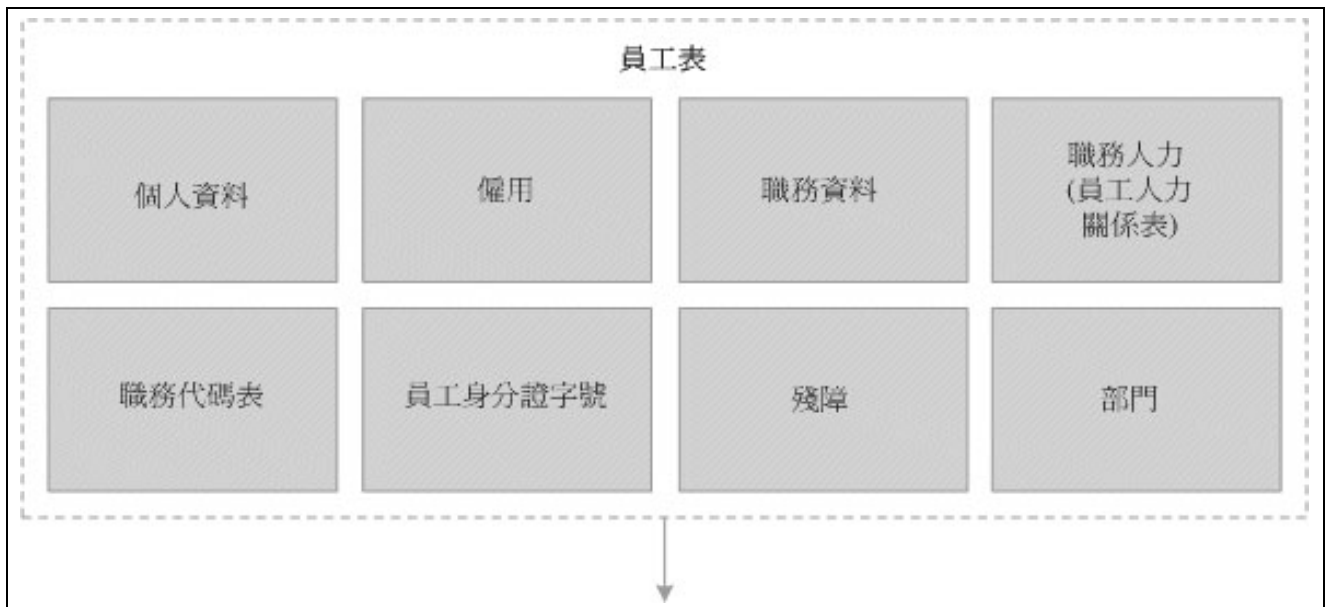 員工表
個人資料
僱用
職務資料
職務人力
(員工人力
關係表)
職務代碼表
員工身分證字號
殘障
部門